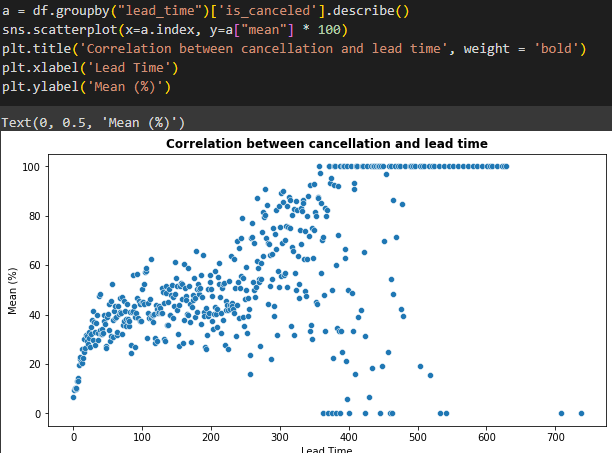 a = df.groupby("lead_time")['is_canceled'].describe()
sns.scatterplot(x=a.index, y=a["mean"] * 100)
plt.title('Correlation between cancellation and lead time', weight = 'bold')
plt.xlabel('Lead Time')
plt.ylabel('Mean (%)')
Text(0, 0.5, 'Mean (%)')
Correlation between cancellation and lead time
100
80
60
40
20
0
Mean (%)
0 100 200 300 400 500 600 700
Lead Time